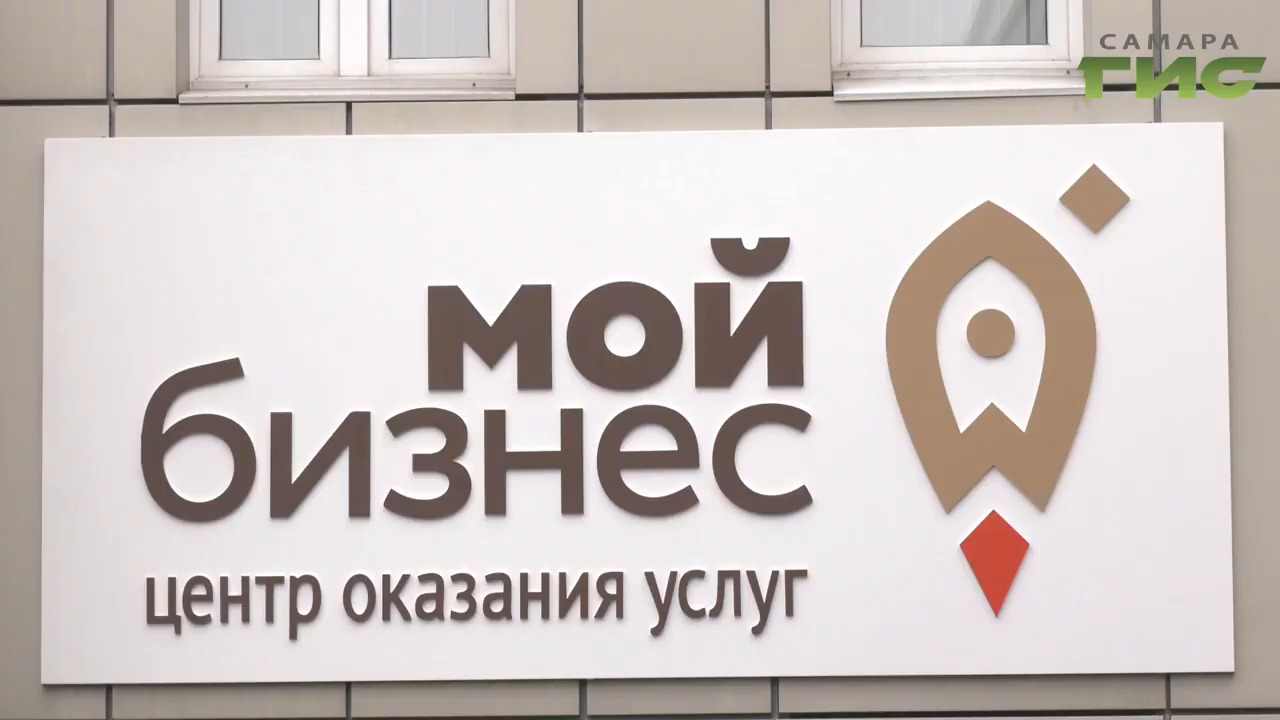 САМАРА
ГИС
мой
бизнес
центр оказания услуг